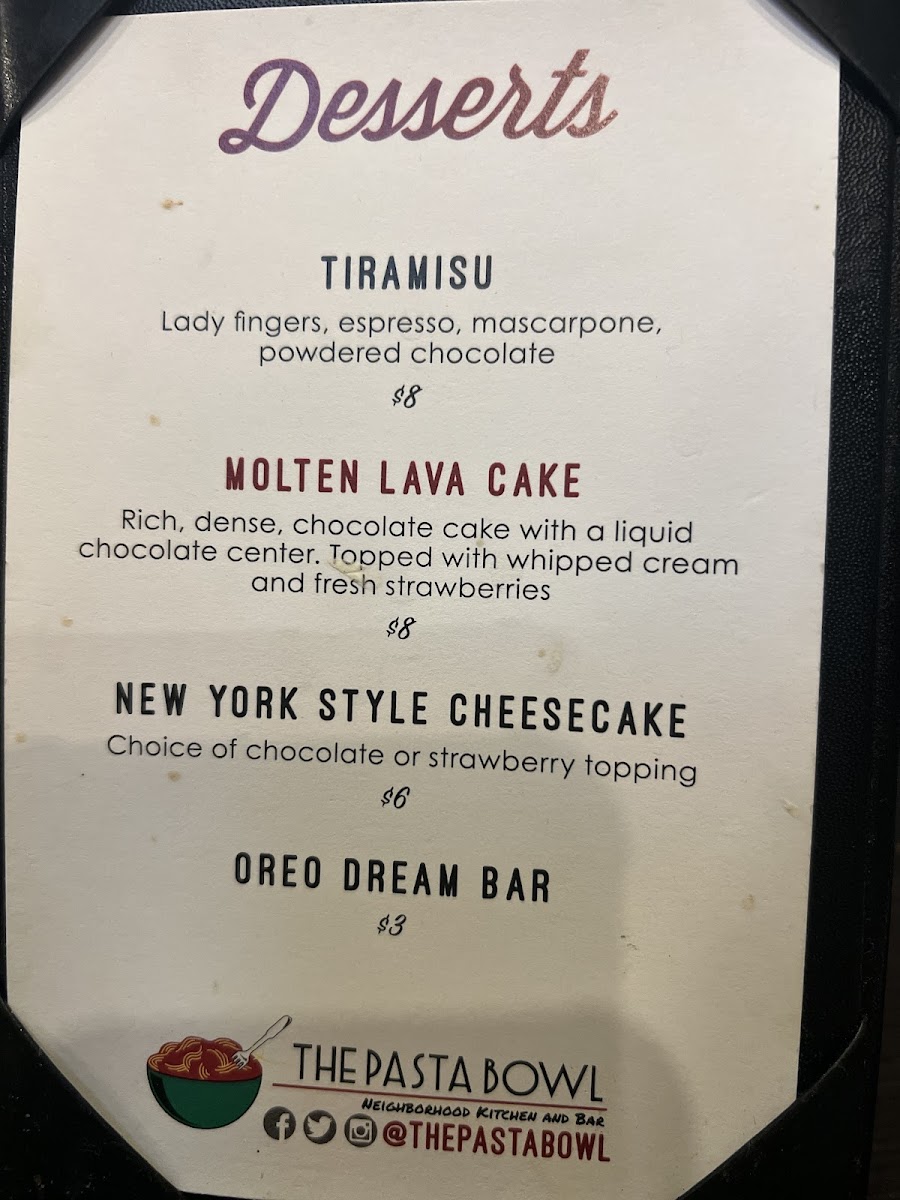 Desserts
TIRAMISU
Lady fingers, espresso, mascarpone,
powdered chocolate
$8
MOLTEN LAVA CAKE
Rich, dense, chocolate cake with a liquid
chocolate center. Topped with whipped cream
and fresh strawberries
$8
NEW YORK STYLE CHEESECAKE
Choice of chocolate or strawberry topping
$6
OREO DREAM BAR
$3
THE PASTA BOWL
NEIGHBORHOOD KITCHEN AND BAR
@THEPASTABOWL